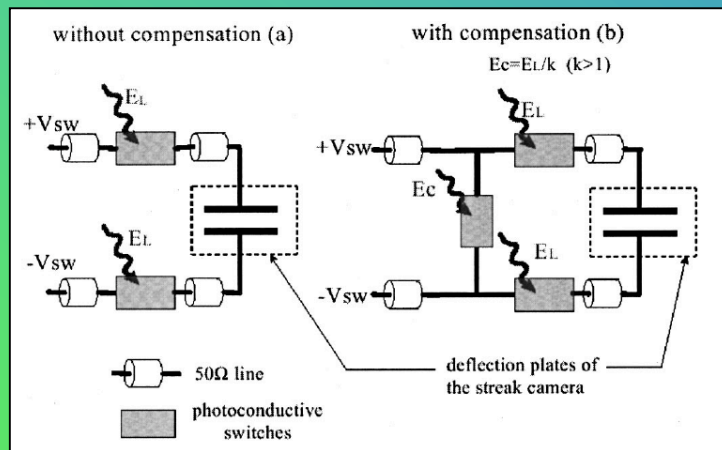 without compensation (a)
with compensation (b)
Ec=EL/k (k>1)
EL
+Vsw
EL
-Vsw
EL
+Vsw
Ec
EL
-Vsw
50Ω line
photoconductive
switches
deflection plates of
the streak camera